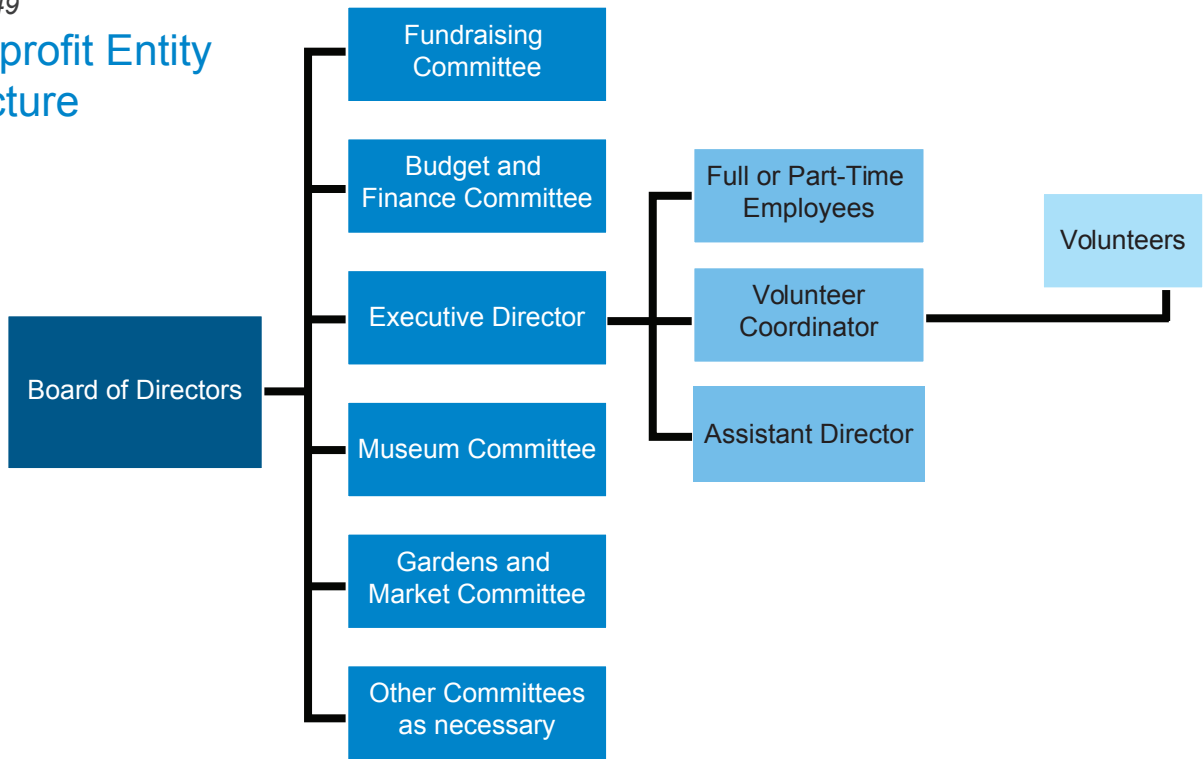 49
profit Entity
cture
Fundraising
Committee
Budget and
Finance Committee
Executive Director
Museum Committee
Gardens and
Market Committee
Other Committees
as necessary
Board of Directors
Full or Part-Time
Employees
Volunteer
Coordinator
Assistant Director
Volunteers